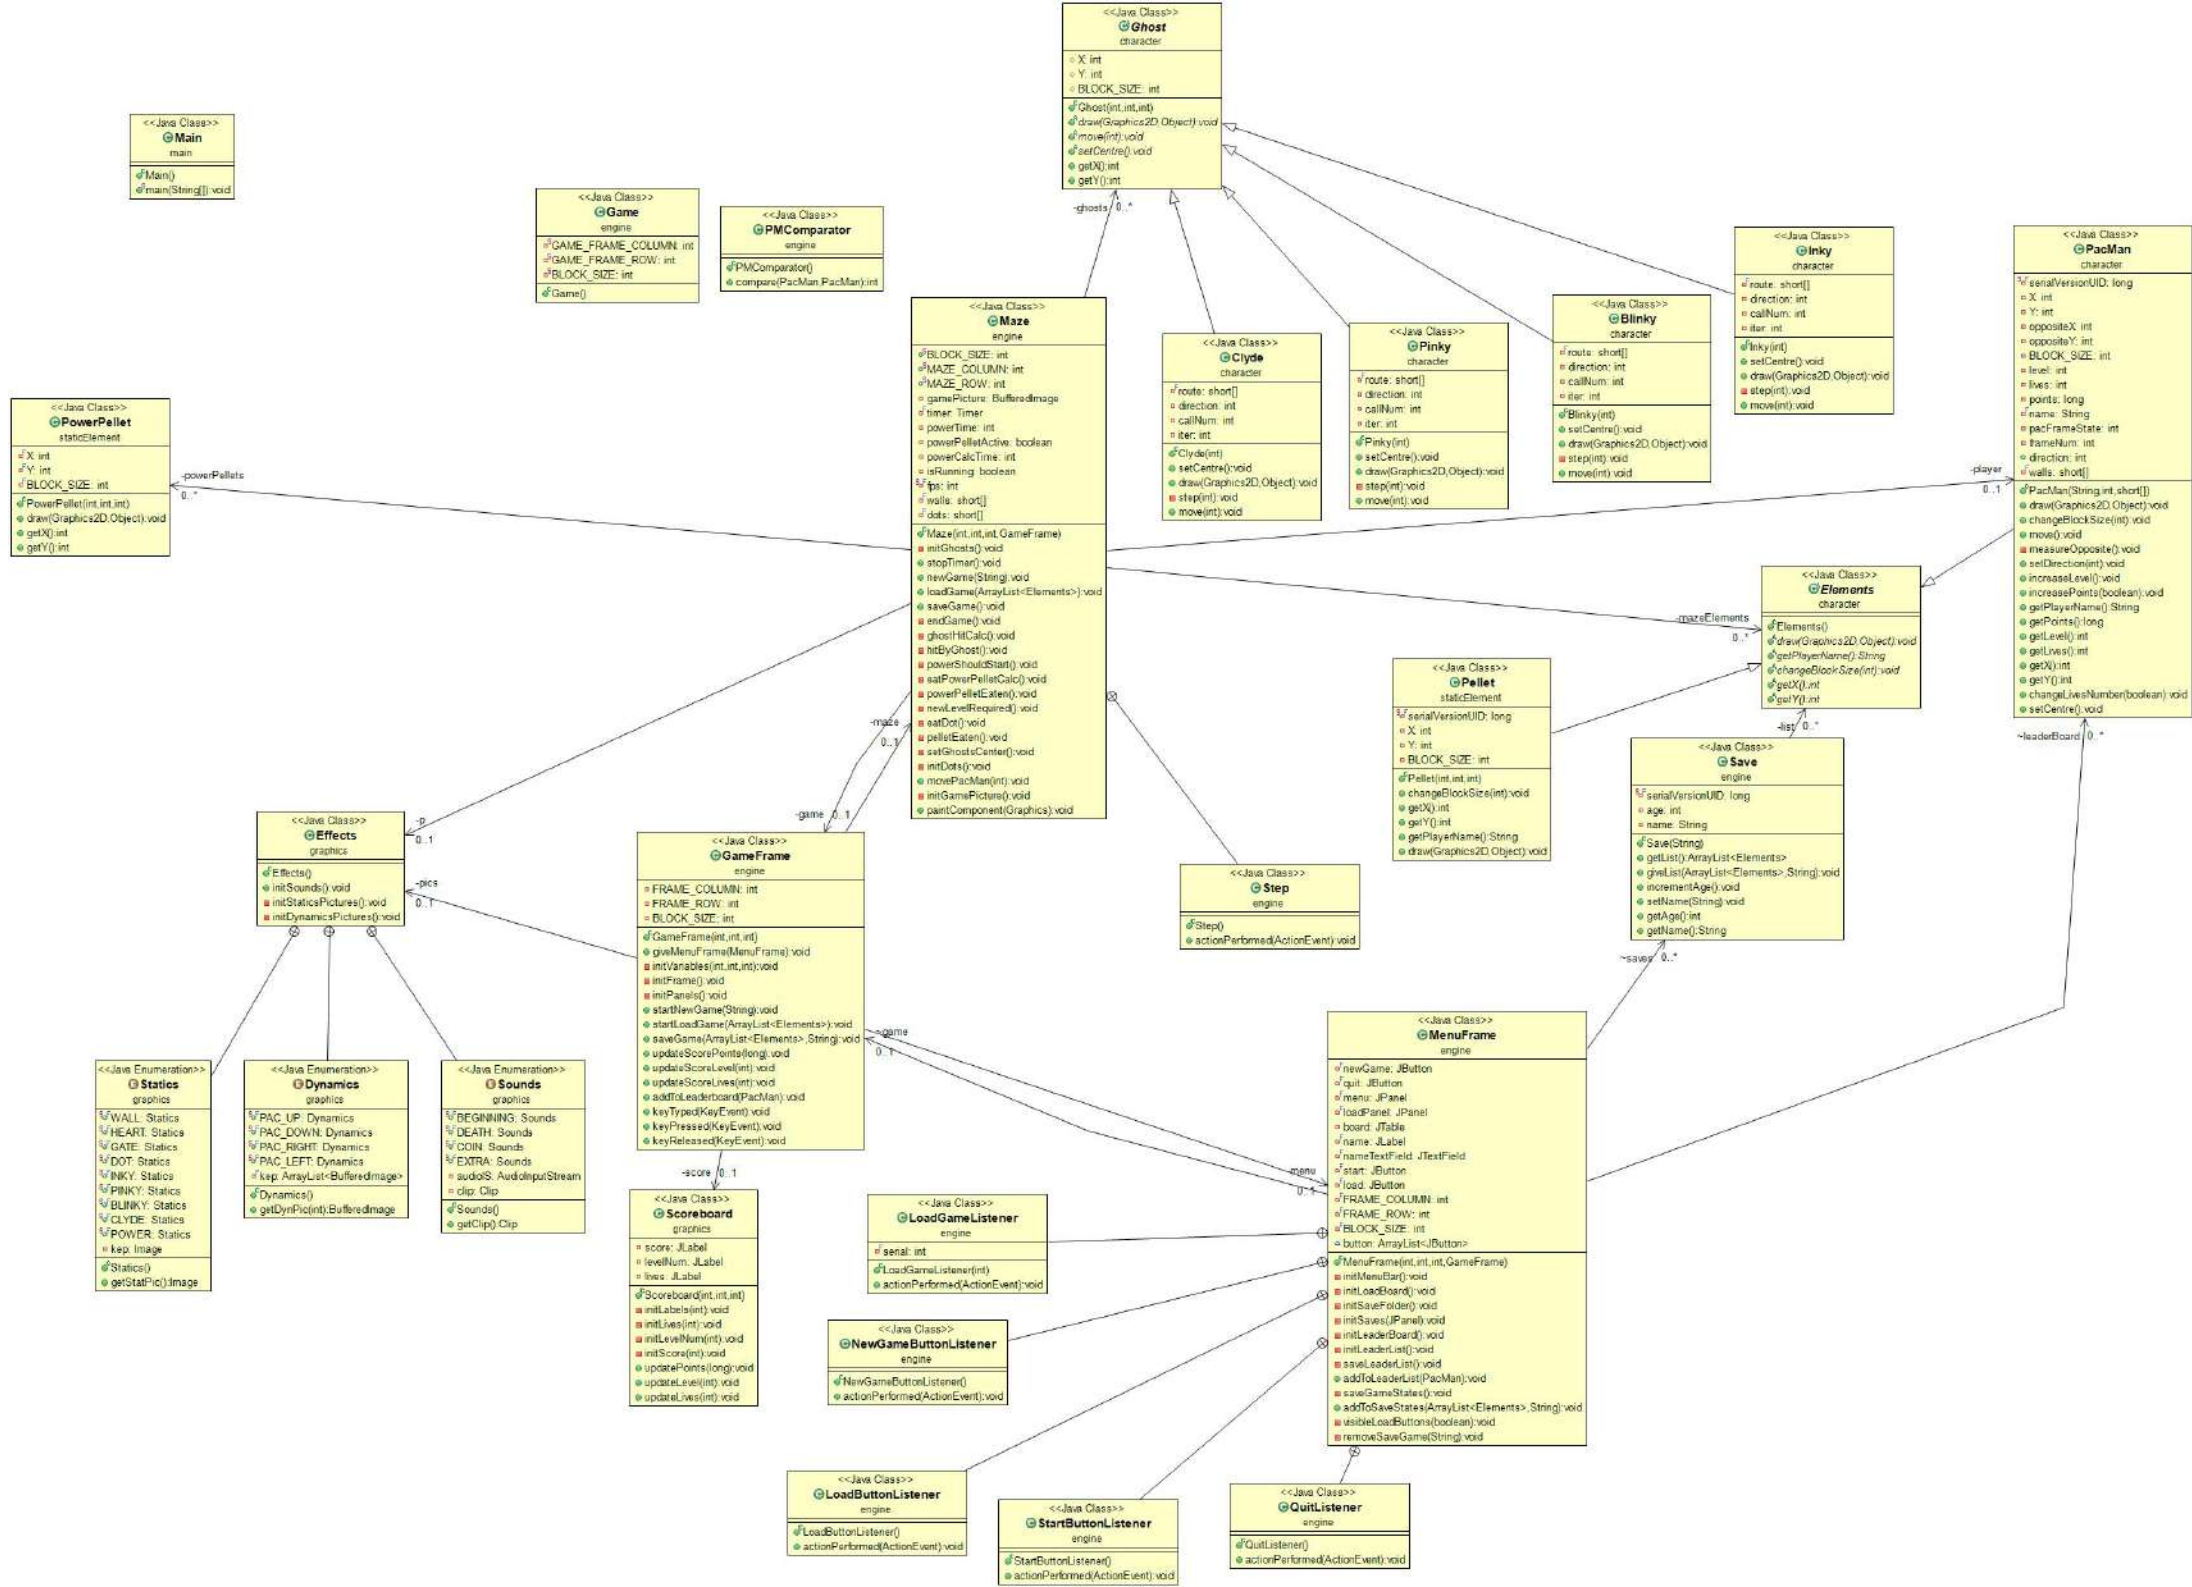 <<Java Class>>
Ghost
character
X: int
Y: int
BLOCK_SIZE: int
Ghost(int,int,int)
draw(Graphics2D,Object):void
move(int):void
setCentre():void
getX():int
getY():int
<<Java Class>>
Main
main
Main()
main(String[]):void
<<Java Class>>
Game
engine
GAME_FRAME_COLUMN: int
GAME_FRAME_ROW: int
BLOCK_SIZE: int
Game()
<<Java Class>>
PMComparator
engine
PMComparator()
compare(PacMan,PacMan):int
-ghosts 0..*
<<Java Class>>
Maze
engine
BLOCK_SIZE: int
MAZE_COLUMN: int
MAZE_ROW: int
gamePicture: BufferedImage
timer: Timer
powerTime: int
powerPelletActive: boolean
powerCalcTime: int
isRunning: boolean
fps: int
walls: short[]
dots: short[]
Maze(int,int,int,GameFrame)
initGhosts():void
stopTimer():void
newGame(String):void
loadGame(ArrayList<Elements>):void
saveGame():void
endGame():void
ghostHitCalc():void
hitByGhost():void
powerShouldStart():void
eatPowerPelletCalc():void
powerPelletEaten():void
newLevelRequired():void
eatDot():void
pelletEaten():void
setGhostsCenter():void
initDots():void
movePacMan(int):void
initGamePicture():void
paintComponent(Graphics):void
<<Java Class>>
Clyde
character
route: short[]
direction: int
callNum: int
iter: int
Clyde(int)
setCentre():void
draw(Graphics2D,Object):void
step(int):void
move(int):void
<<Java Class>>
Pinky
character
route: short[]
direction: int
callNum: int
iter: int
Pinky(int)
setCentre():void
draw(Graphics2D,Object):void
step(int):void
move(int):void
<<Java Class>>
Blinky
character
route: short[]
direction: int
callNum: int
iter: int
Blinky(int)
setCentre():void
draw(Graphics2D,Object):void
step(int):void
move(int):void
<<Java Class>>
Inky
character
route: short[]
direction: int
callNum: int
iter: int
Inky(int)
setCentre():void
draw(Graphics2D,Object):void
step(int):void
move(int):void
<<Java Class>>
PacMan
character
serialVersionUID: long
X: int
Y: int
oppositeX: int
oppositeY: int
BLOCK_SIZE: int
level: int
lives: int
points: long
name: String
pacFrameState: int
frameNum: int
direction: int
walls: short[]
PacMan(String,int,short[])
draw(Graphics2D,Object):void
changeBlockSize(int):void
move():void
measureOpposite():void
setDirection(int):void
increaseLevel():void
increasePoints(boolean):void
getPlayerName():String
getPoints():long
getLevel():int
getLives():int
getX():int
getY():int
changeLivesNumber(boolean):void
setCentre():void
-player
0..1
~leaderBoard 0..*
<<Java Class>>
PowerPellet
staticElement
X: int
Y: int
BLOCK_SIZE: int
PowerPellet(int,int,int)
draw(Graphics2D,Object):void
getX():int
getY():int
-powerPellets
0..*
<<Java Class>>
Elements
character
Elements()
draw(Graphics2D,Object):void
getPlayerName():String
changeBlockSize(int):void
getX():int
getY():int
-mazeElements
0..*
-list 0..*
<<Java Class>>
Pellet
staticElement
serialVersionUID: long
X: int
Y: int
BLOCK_SIZE: int
Pellet(int,int,int)
changeBlockSize(int):void
getX():int
getY():int
getPlayerName():String
draw(Graphics2D,Object):void
<<Java Class>>
Save
engine
serialVersionUID: long
age: int
name: String
Save(String)
getList():ArrayList<Elements>
giveList(ArrayList<Elements>,String):void
incrementAge():void
setName(String):void
getAge():int
getName():String
~saves 0..*
-maze
0..1
-game 0..1
<<Java Class>>
Effects
graphics
Effects()
initSounds():void
initStaticsPictures():void
initDynamicsPictures():void
-p
0..1
-pics
0..1
<<Java Class>>
GameFrame
engine
FRAME_COLUMN: int
FRAME_ROW: int
BLOCK_SIZE: int
GameFrame(int,int,int)
giveMenuFrame(MenuFrame):void
initVariables(int,int,int):void
initFrame():void
initPanels():void
startNewGame(String):void
startLoadGame(ArrayList<Elements>):void
saveGame(ArrayList<Elements>,String):void
updateScorePoints(long):void
updateScoreLevel(int):void
updateScoreLives(int):void
addToLeaderboard(PacMan):void
keyTyped(KeyEvent):void
keyPressed(KeyEvent):void
keyReleased(KeyEvent):void
<<Java Class>>
Step
engine
Step()
actionPerformed(ActionEvent):void
~game
0..1
-menu
0..1
<<Java Enumeration>>
Statics
graphics
WALL: Statics
HEART: Statics
GATE: Statics
DOT: Statics
INKY: Statics
PINKY: Statics
BLINKY: Statics
CLYDE: Statics
POWER: Statics
kep: Image
Statics()
getStatPic():Image
<<Java Enumeration>>
Dynamics
graphics
PAC_UP: Dynamics
PAC_DOWN: Dynamics
PAC_RIGHT: Dynamics
PAC_LEFT: Dynamics
kep: ArrayList<BufferedImage>
Dynamics()
getDynPic(int):BufferedImage
<<Java Enumeration>>
Sounds
graphics
BEGINNING: Sounds
DEATH: Sounds
COIN: Sounds
EXTRA: Sounds
audioIS: AudioInputStream
clip: Clip
Sounds()
getClip():Clip
-score 0..1
<<Java Class>>
Scoreboard
graphics
score: JLabel
levelNum: JLabel
lives: JLabel
Scoreboard(int,int,int)
initLabels(int):void
initLives(int):void
initLevelNum(int):void
initScore(int):void
updatePoints(long):void
updateLevel(int):void
updateLives(int):void
<<Java Class>>
MenuFrame
engine
newGame: JButton
quit: JButton
menu: JPanel
loadPanel: JPanel
board: JTable
name: JLabel
nameTextField: JTextField
start: JButton
load: JButton
FRAME_COLUMN: int
FRAME_ROW: int
BLOCK_SIZE: int
button: ArrayList<JButton>
MenuFrame(int,int,int,GameFrame)
initMenuBar():void
initLoadBoard():void
initSaveFolder():void
initSaves(JPanel):void
initLeaderBoard():void
initLeaderList():void
saveLeaderList():void
addToLeaderList(PacMan):void
saveGameStates():void
addToSaveStates(ArrayList<Elements>,String):void
visibleLoadButtons(boolean):void
removeSaveGame(String):void
<<Java Class>>
LoadGameListener
engine
serial: int
LoadGameListener(int)
actionPerformed(ActionEvent):void
<<Java Class>>
NewGameButtonListener
engine
NewGameButtonListener()
actionPerformed(ActionEvent):void
<<Java Class>>
LoadButtonListener
engine
LoadButtonListener()
actionPerformed(ActionEvent):void
<<Java Class>>
StartButtonListener
engine
StartButtonListener()
actionPerformed(ActionEvent):void
<<Java Class>>
QuitListener
engine
QuitListener()
actionPerformed(ActionEvent):void